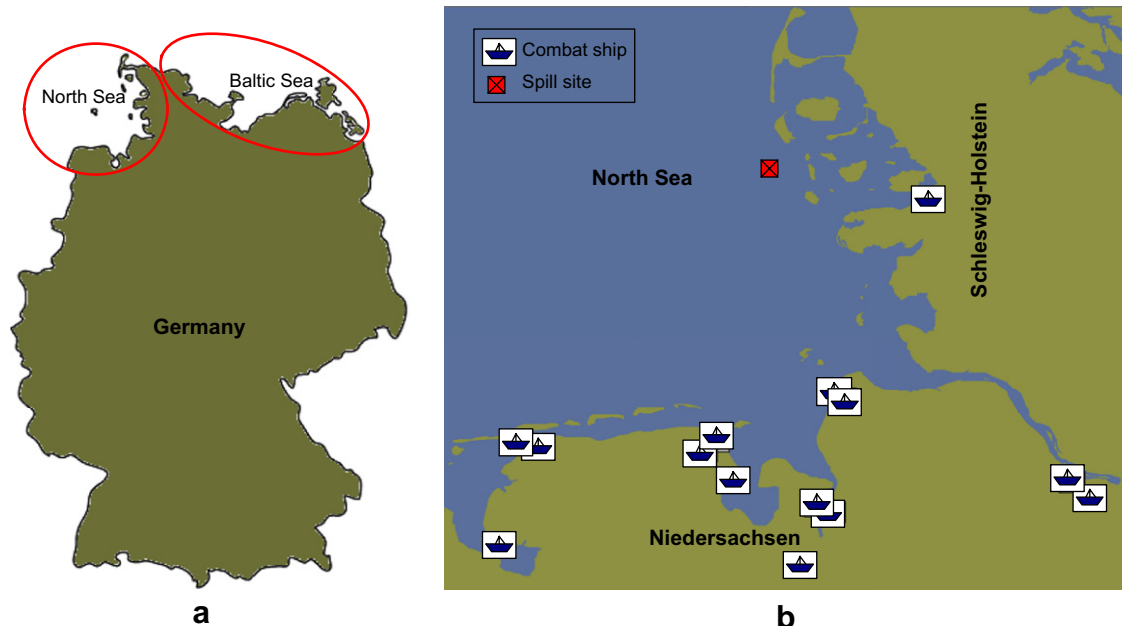 North Sea
Baltic Sea
Germany
a
Combat ship
Spill site
North Sea
Schleswig-Holstein
Niedersachsen
b